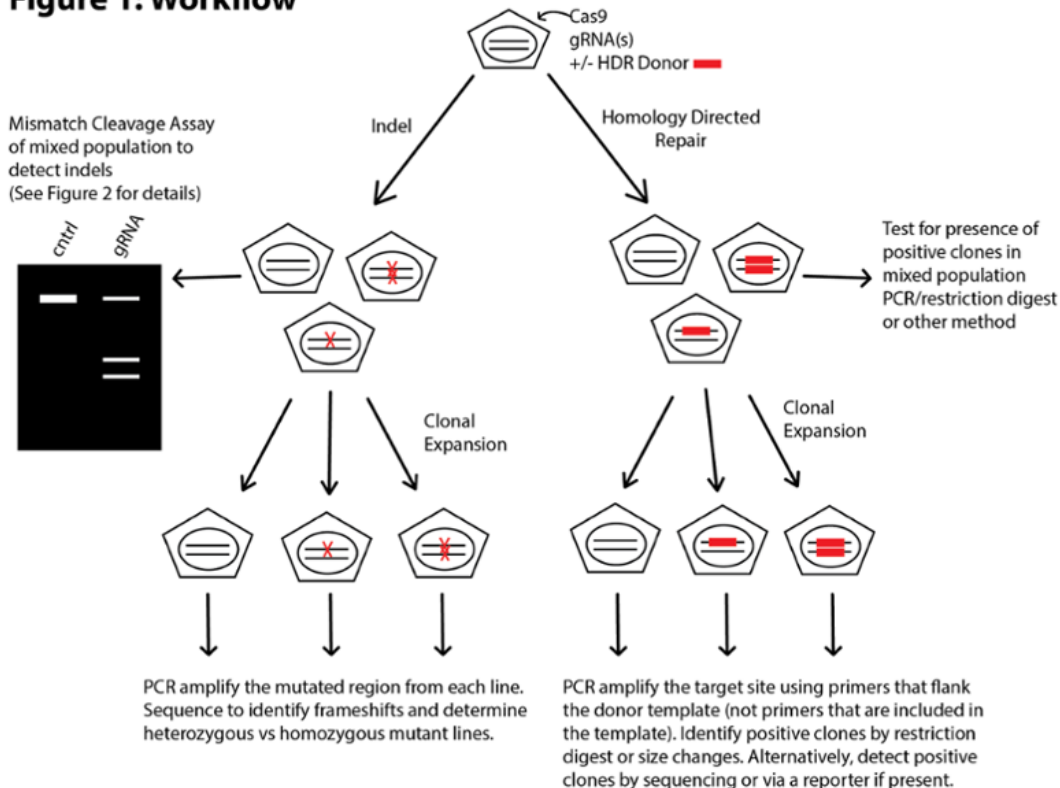 Figure 1: Workflow
Cas9
gRNA(s)
+/- HDR Donor
Mismatch Cleavage Assay
of mixed population to
detect indels
(See Figure 2 for details)
Indel
Homology Directed
Repair
cntrl
gRNA
Test for presence of
positive clones in
mixed population
PCR/restriction digest
or other method
Clonal
Expansion
Clonal
Expansion
PCR amplify the mutated region from each line.
Sequence to identify frameshifts and determine
heterozygous vs homozygous mutant lines.
PCR amplify the target site using primers that flank
the donor template (not primers that are included in
the template). Identify positive clones by restriction
digest or size changes. Alternatively, detect positive
clones by sequencing or via a reporter if present.